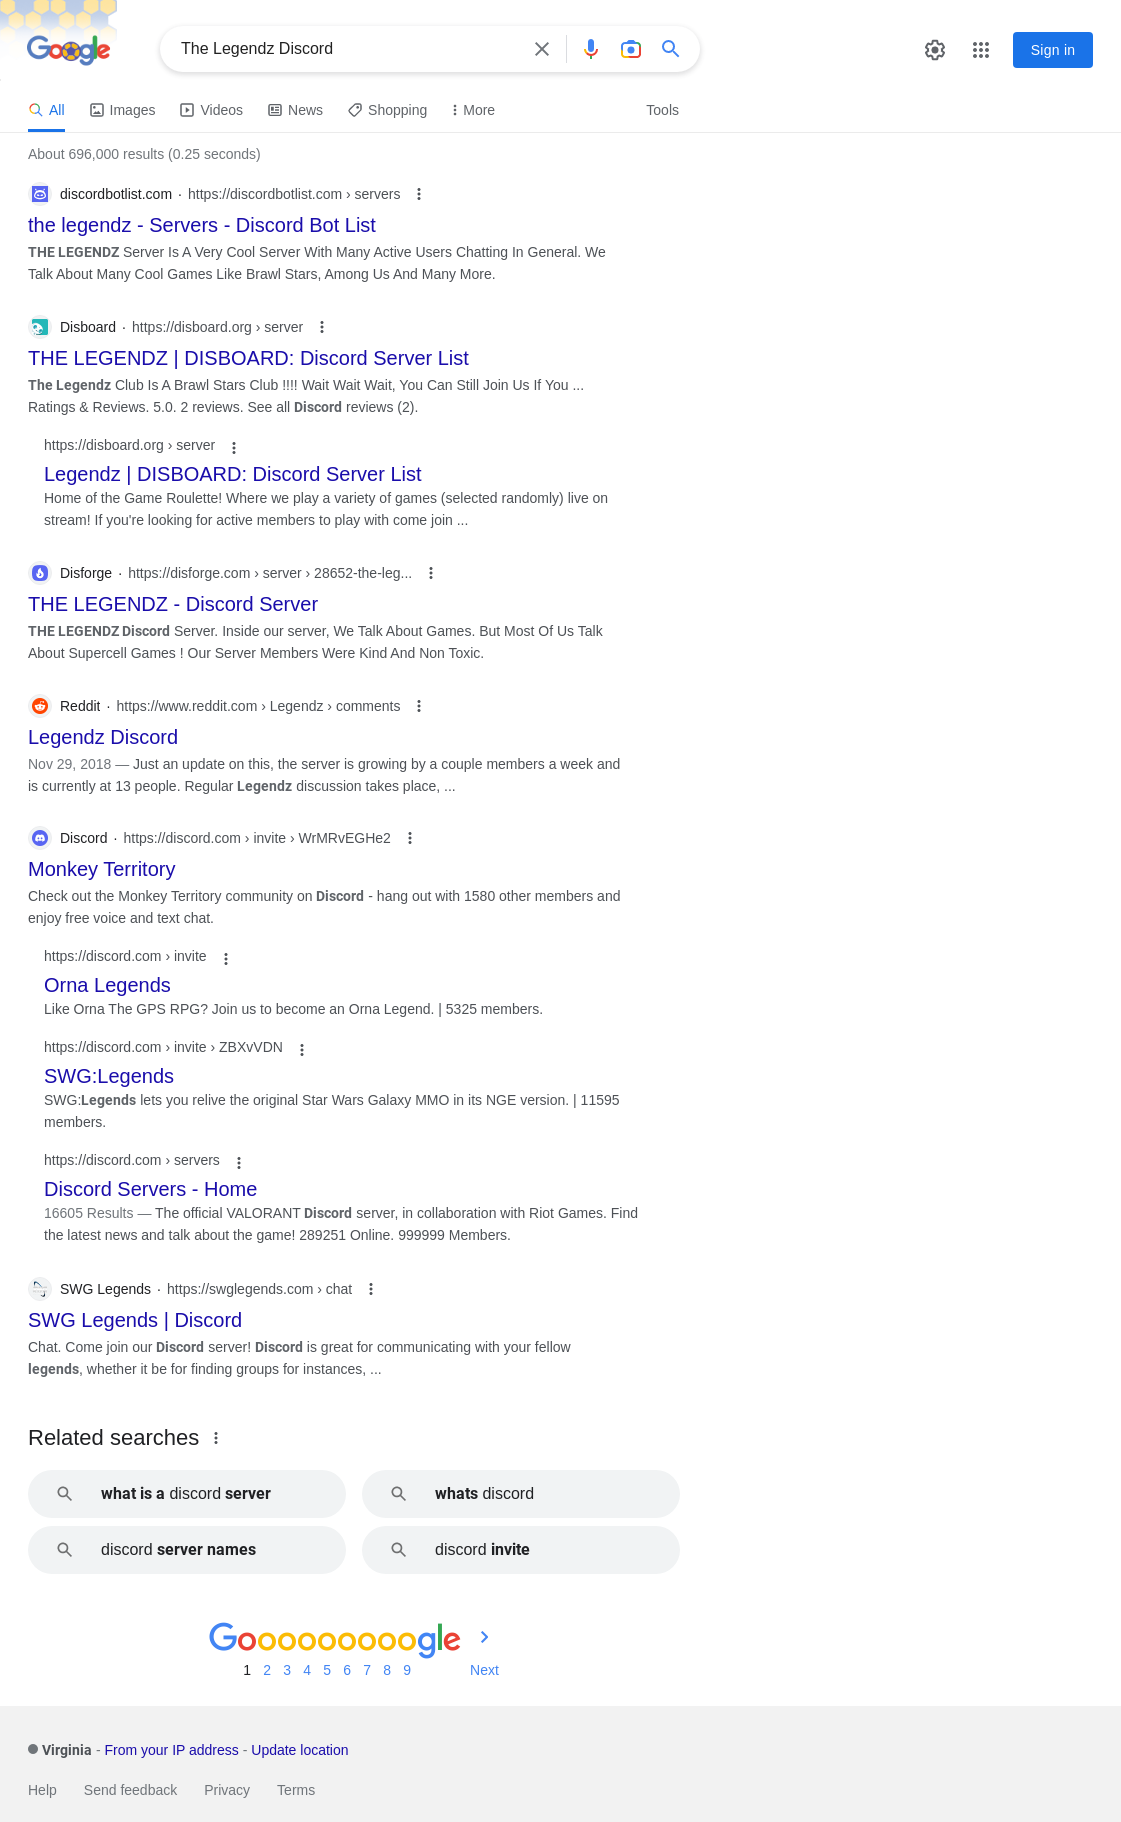 Google
The Legendz Discord
Sign in
All
Images
Videos
News
Shopping
More
Tools
About 696,000 results (0.25 seconds)
discordbotlist.com · https://discordbotlist.com › servers
the legendz - Servers - Discord Bot List
THE LEGENDZ Server Is A Very Cool Server With Many Active Users Chatting In General. We
Talk About Many Cool Games Like Brawl Stars, Among Us And Many More.
Disboard · https://disboard.org › server
THE LEGENDZ | DISBOARD: Discord Server List
The Legendz Club Is A Brawl Stars Club !!!! Wait Wait Wait, You Can Still Join Us If You ...
Ratings & Reviews. 5.0. 2 reviews. See all Discord reviews (2).
https://disboard.org › server
Legendz | DISBOARD: Discord Server List
Home of the Game Roulette! Where we play a variety of games (selected randomly) live on
stream! If you're looking for active members to play with come join ...
Disforge · https://disforge.com › server › 28652-the-leg...
THE LEGENDZ - Discord Server
THE LEGENDZ Discord Server. Inside our server, We Talk About Games. But Most Of Us Talk
About Supercell Games ! Our Server Members Were Kind And Non Toxic.
Reddit · https://www.reddit.com › Legendz › comments
Legendz Discord
Nov 29, 2018 — Just an update on this, the server is growing by a couple members a week and
is currently at 13 people. Regular Legendz discussion takes place, ...
Discord · https://discord.com › invite › WrMRvEGHe2
Monkey Territory
Check out the Monkey Territory community on Discord - hang out with 1580 other members and
enjoy free voice and text chat.
https://discord.com › invite
Orna Legends
Like Orna The GPS RPG? Join us to become an Orna Legend. | 5325 members.
https://discord.com › invite › ZBXvVDN
SWG:Legends
SWG:Legends lets you relive the original Star Wars Galaxy MMO in its NGE version. | 11595
members.
https://discord.com › servers
Discord Servers - Home
16605 Results — The official VALORANT Discord server, in collaboration with Riot Games. Find
the latest news and talk about the game! 289251 Online. 999999 Members.
SWG Legends · https://swglegends.com › chat
SWG Legends | Discord
Chat. Come join our Discord server! Discord is great for communicating with your fellow
legends, whether it be for finding groups for instances, ...
Related searches
what is a discord server
whats discord
discord server names
discord invite
Goooooooooogle
1 2 3 4 5 6 7 8 9 Next
Virginia - From your IP address - Update location
Help Send feedback Privacy Terms